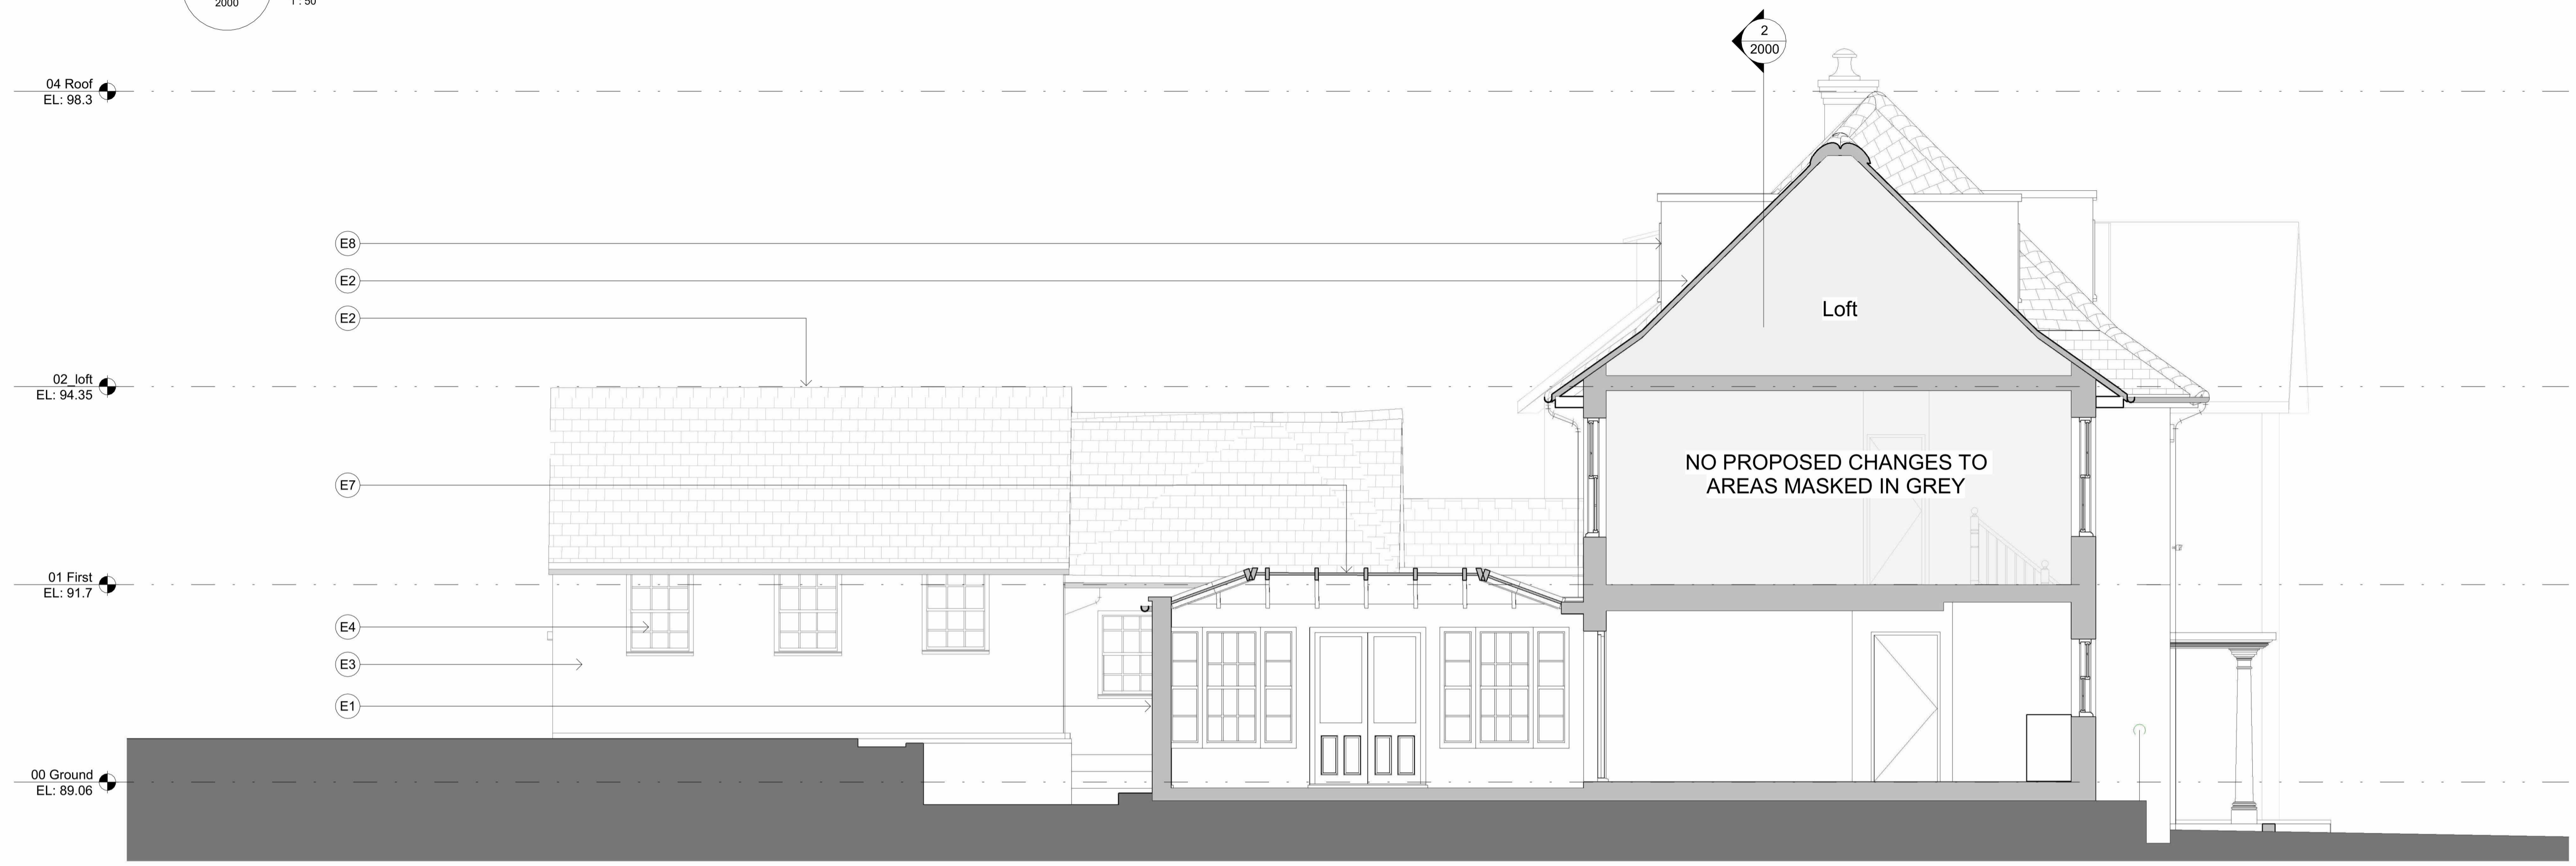 2000
1 : 50
2
2000
04 Roof
EL: 98.3
E8
E2
Loft
E2
02_loft
EL: 94.35
NO PROPOSED CHANGES TO
AREAS MASKED IN GREY
E7
01 First
EL: 91.7
E4
E3
E1
00 Ground
EL: 89.06